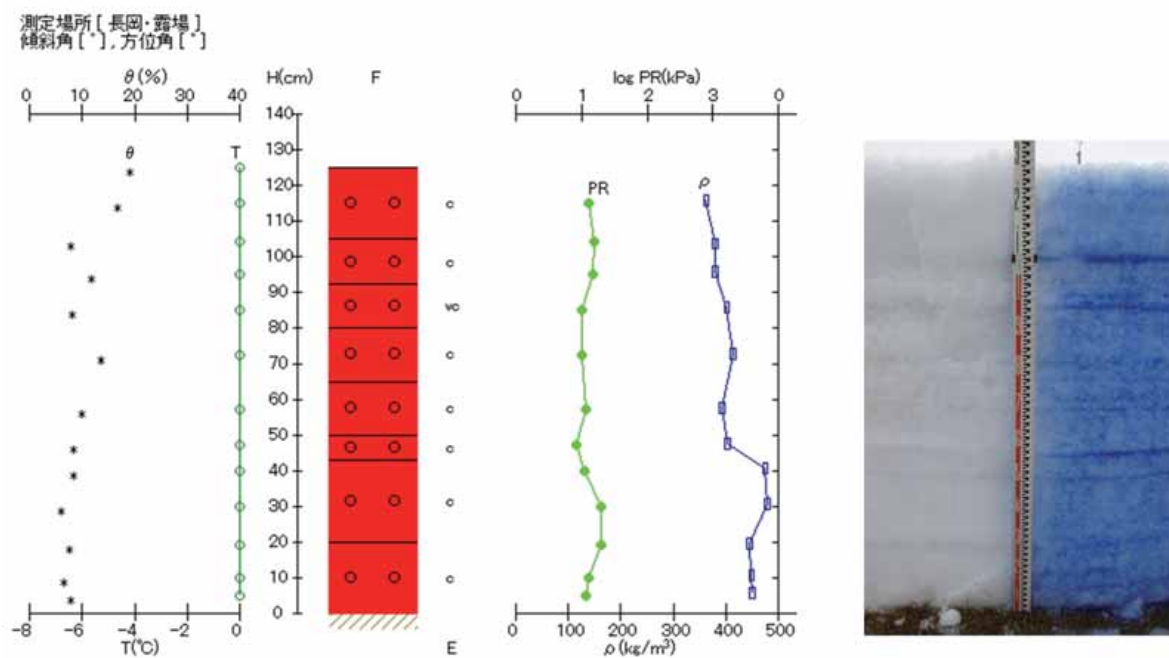 測定場所[ 長岡・露場 ]
傾斜角[ ° ], 方位角[ ° ]
θ(%) H(cm) F log PR(kPa)
0 10 20 30 40 0 1 2 3 0
140
130
θ T
120 PR ρ
110 c
100 c
90
80 vc
70 c
60 c
50 c
40
30 c
20
10 c
0
-8 -6 -4 -2 0 0 100 200 300 400 500
T(℃) E ρ(kg/m³)